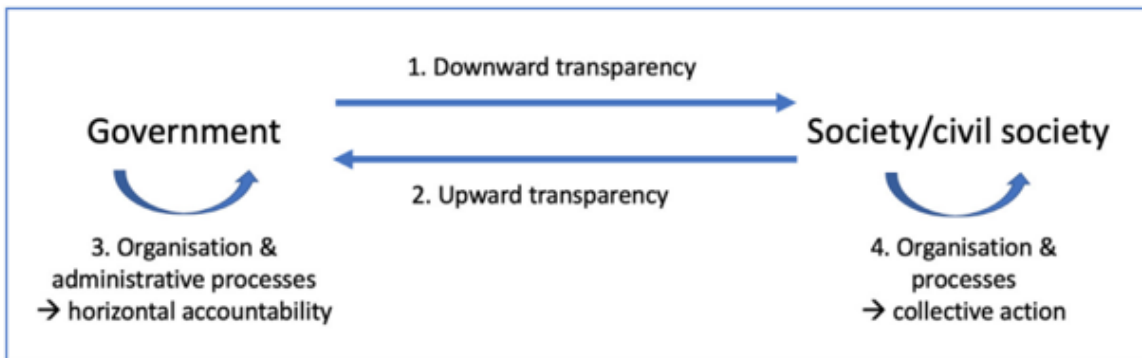 1. Downward transparency
Government
Society/civil society
2. Upward transparency
3. Organisation &
administrative processes
→ horizontal accountability
4. Organisation &
processes
→ collective action